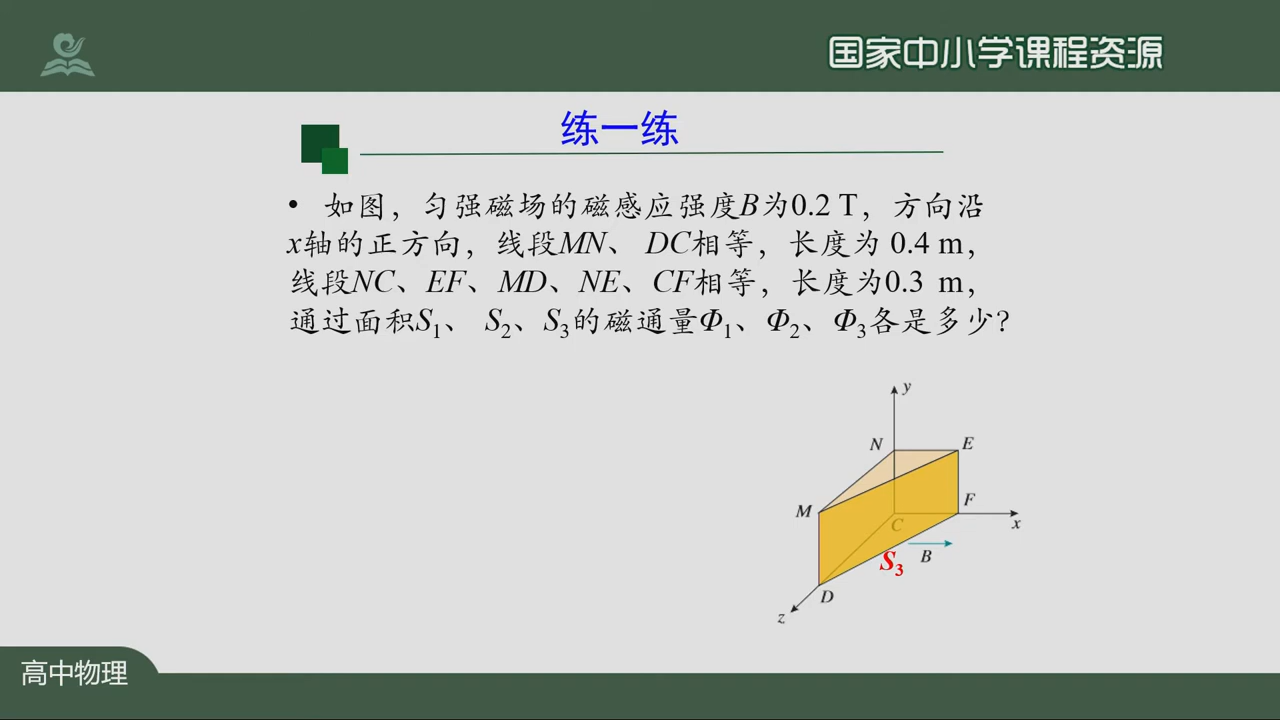 国家中小学课程资源
练一练
• 如图，匀强磁场的磁感应强度B为0.2 T，方向沿
x轴的正方向，线段MN、 DC相等，长度为 0.4 m，
线段NC、EF、MD、NE、CF相等，长度为0.3 m，
通过面积S₁、 S₂、S₃的磁通量Φ₁、Φ₂、Φ₃各是多少？
y
N
E
M
F
C
x
S₃
B
D
z
高中物理